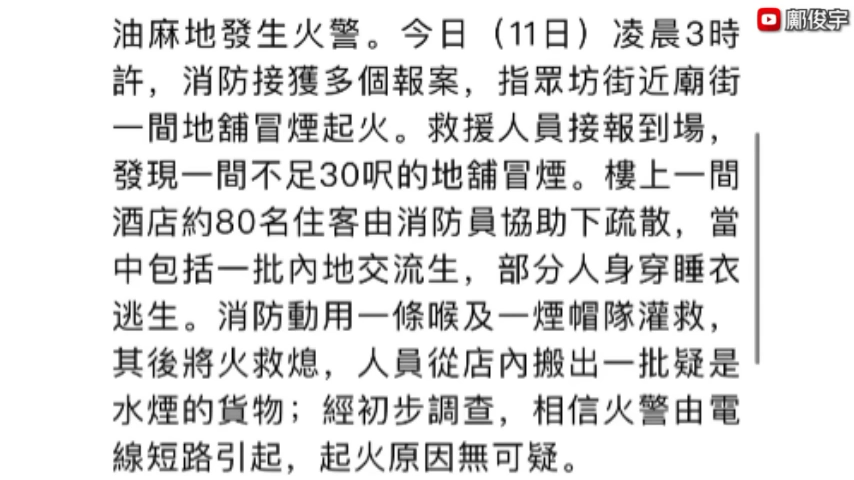 鄺俊宇
油麻地發生火警。今日（11日）凌晨3時
許，消防接獲多個報案，指眾坊街近廟街
一間地舖冒煙起火。救援人員接報到場，
發現一間不足30呎的地舖冒煙。樓上一間
酒店約80名住客由消防員協助下疏散，當
中包括一批內地交流生，部分人身穿睡衣
逃生。消防動用一條喉及一煙帽隊灌救，
其後將火救熄，人員從店內搬出一批疑是
水煙的貨物；經初步調查，相信火警由電
線短路引起，起火原因無可疑。